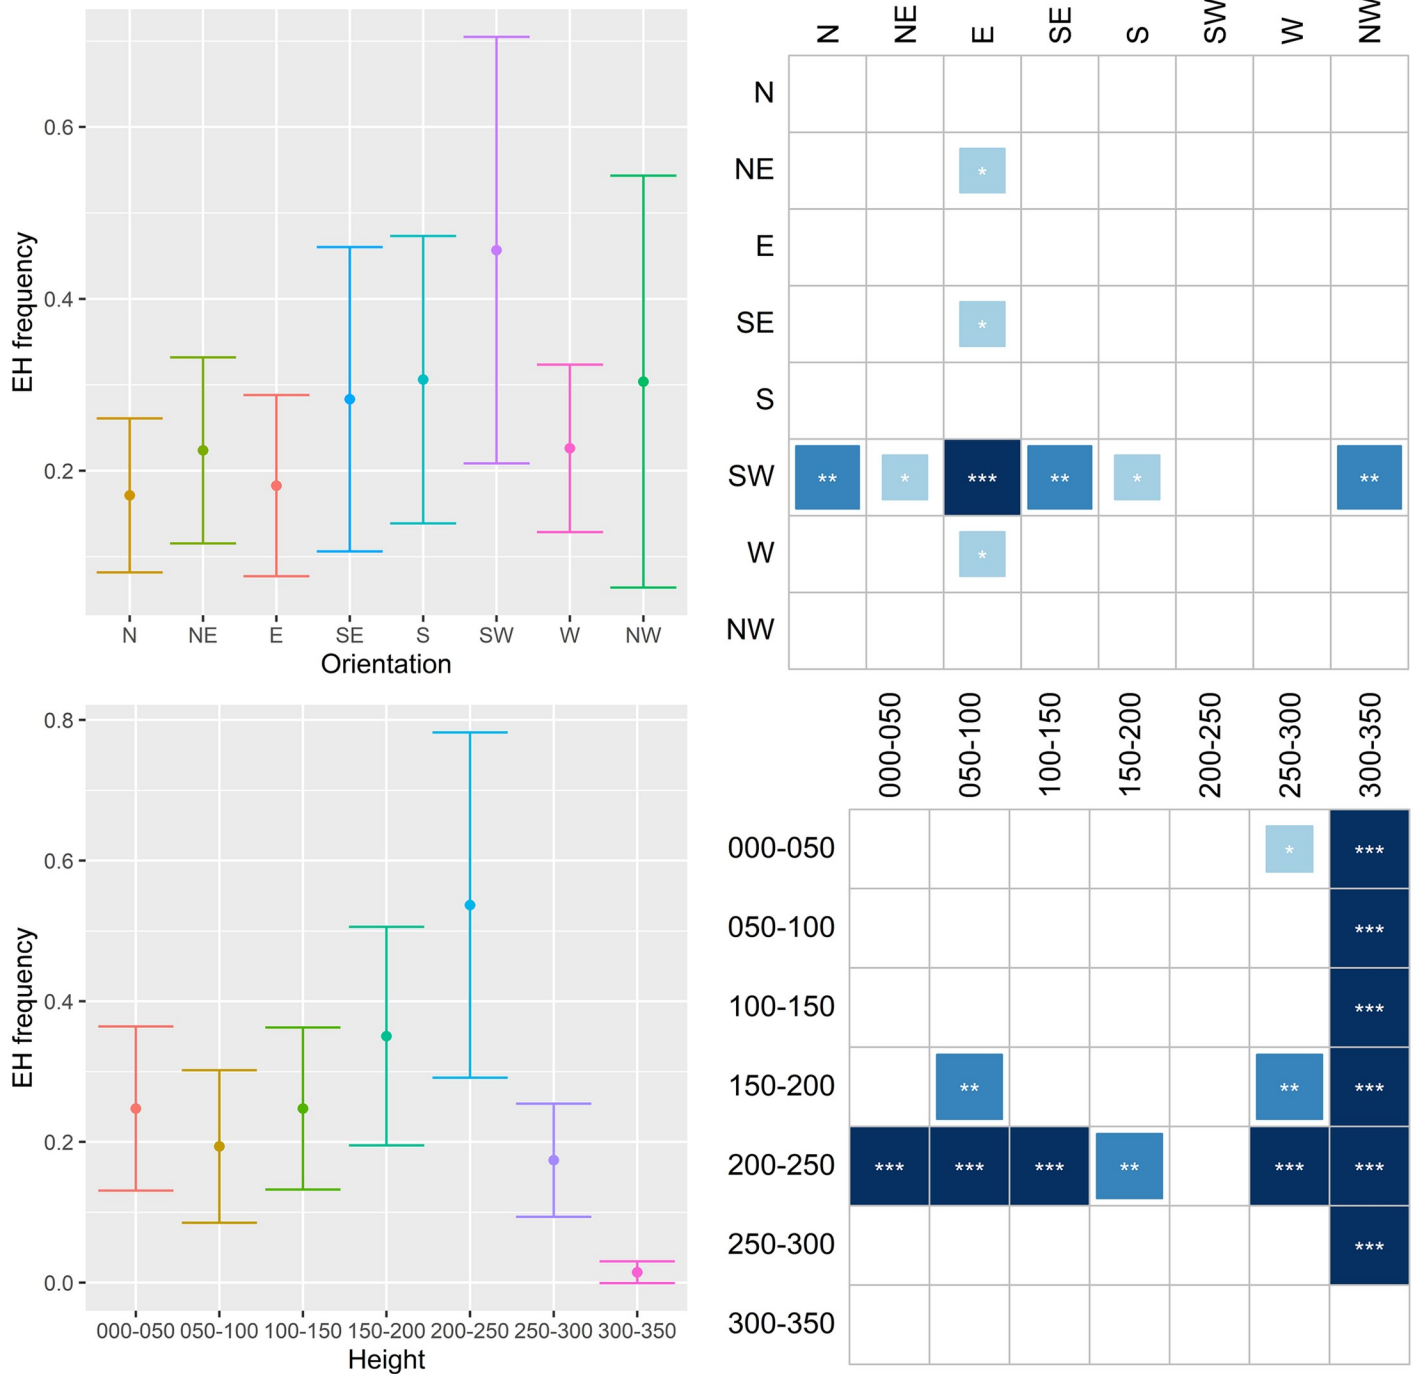 EH frequency
0.6
0.4
0.2
N NE E SE S SW W NW
Orientation
N NE E SE S SW W NW
N
NE *
E
SE *
S
SW ** * *** ** * **
W *
NW
EH frequency
0.8
0.6
0.4
0.2
0.0
000-050 050-100 100-150 150-200 200-250 250-300 300-350
Height
000-050 050-100 100-150 150-200 200-250 250-300 300-350
000-050 * ***
050-100 ***
100-150 ***
150-200 ** ** ***
200-250 *** *** *** ** *** ***
250-300 ***
300-350